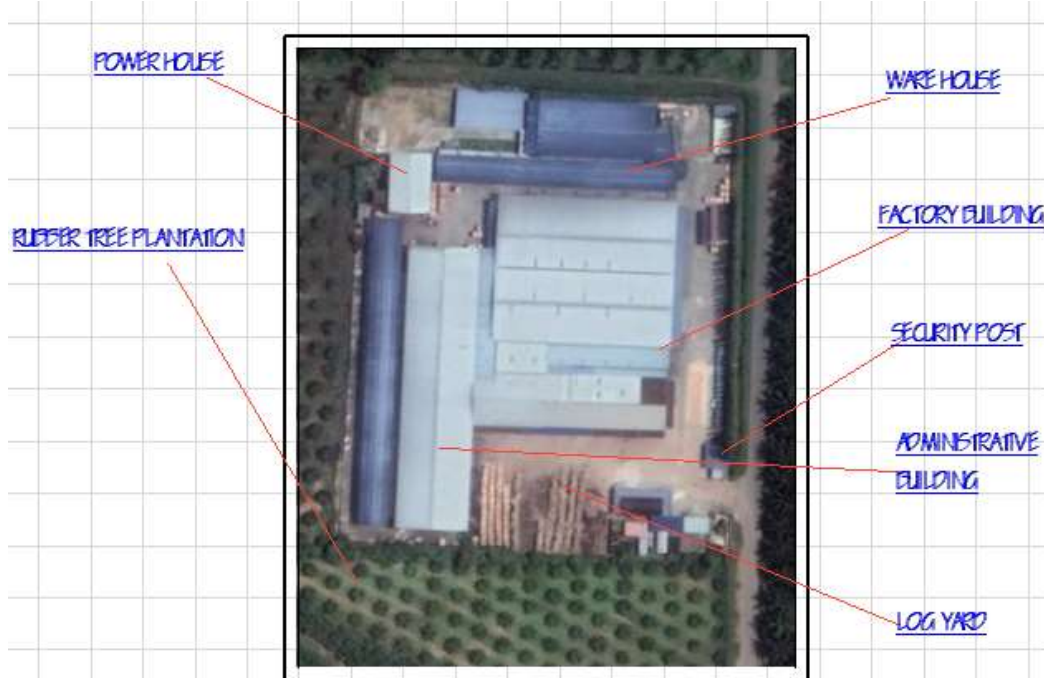 POWER HOUSE
WARE HOUSE
FACTORY BUILDING
RUBBER TREE PLANTATION
SECURITY POST
ADMINISTRATIVE
BUILDING
LOG YARD